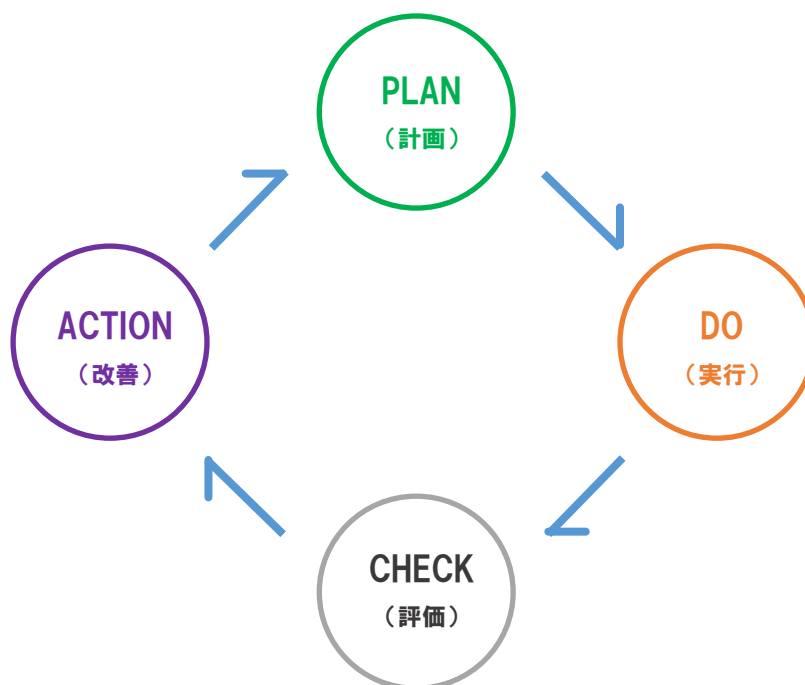 PLAN
（計画）
DO
（実行）
CHECK
（評価）
ACTION
（改善）